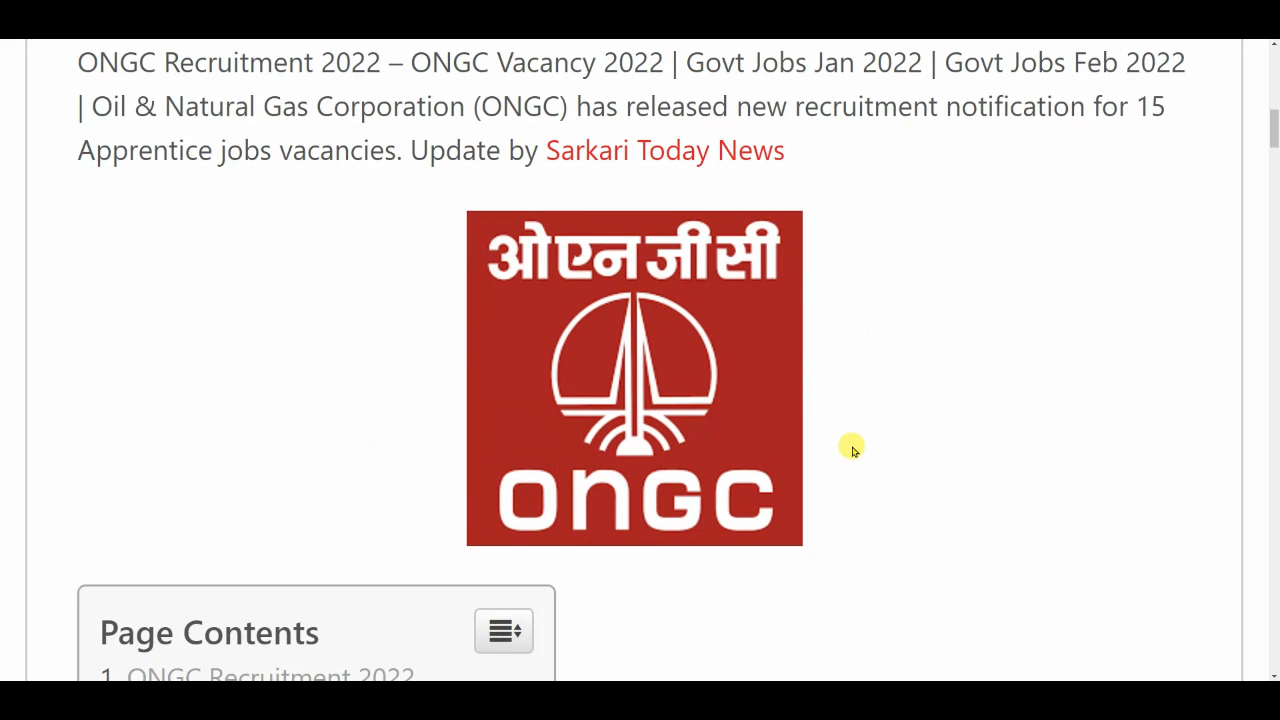 ONGC Recruitment 2022 – ONGC Vacancy 2022 | Govt Jobs Jan 2022 | Govt Jobs Feb 2022
| Oil & Natural Gas Corporation (ONGC) has released new recruitment notification for 15
Apprentice jobs vacancies. Update by Sarkari Today News
ओएनजीसी
ONGC
Page Contents
1 ONGC Recruitment 2022